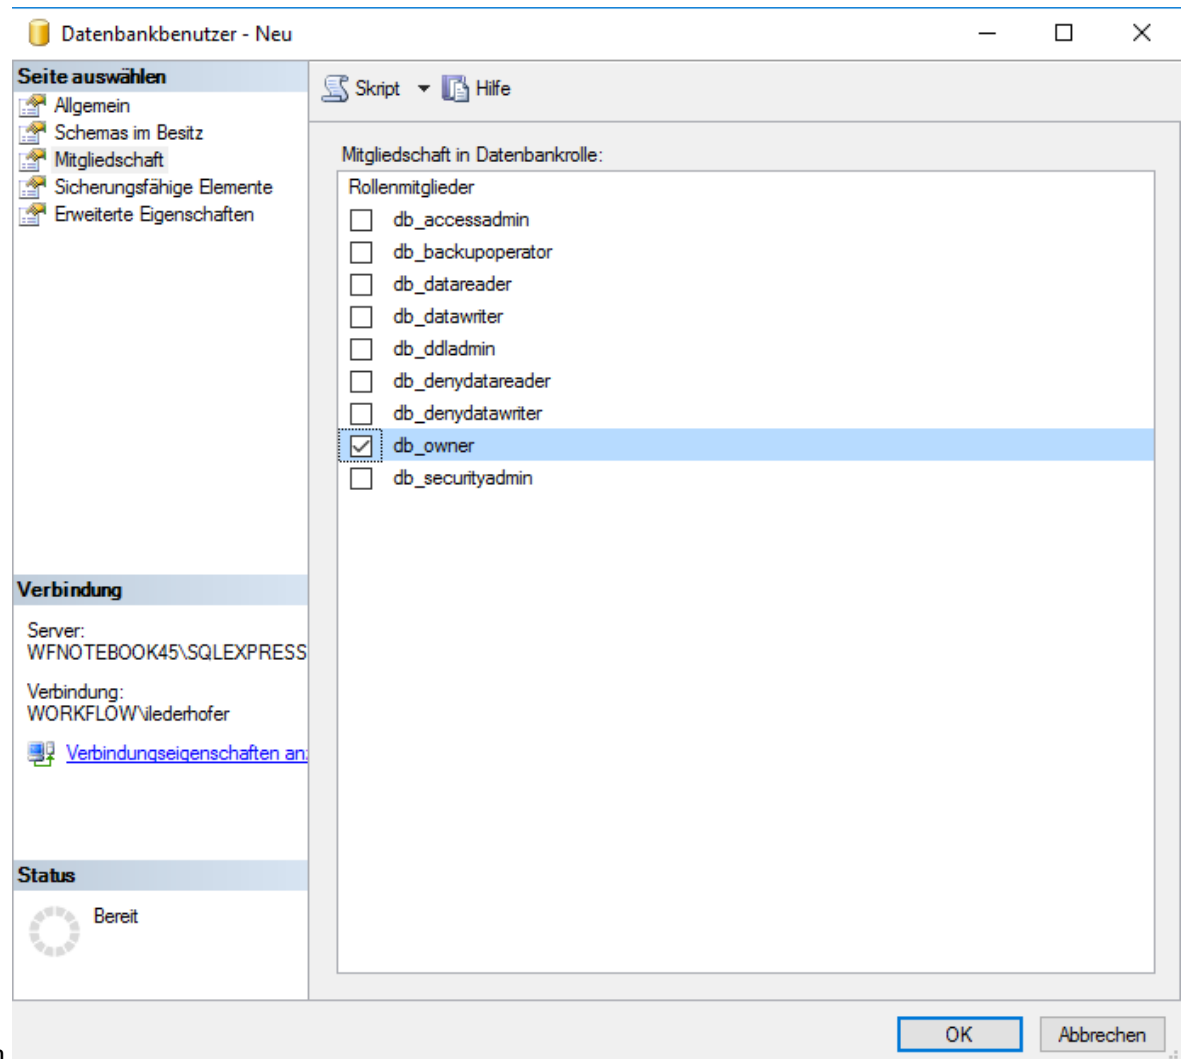 Datenbankbenutzer - Neu
Seite auswählen
Allgemein
Schemas im Besitz
Mitgliedschaft
Sicherungsfähige Elemente
Erweiterte Eigenschaften
Skript
Hilfe
Mitgliedschaft in Datenbankrolle:
Rollenmitglieder
db_accessadmin
db_backupoperator
db_datareader
db_datawriter
db_ddladmin
db_denydatareader
db_denydatawriter
db_owner
db_securityadmin
Verbindung
Server:
WFNOTEBOOK45\SQLEXPRESS
Verbindung:
WORKFLOW\ilederhofer
Verbindungseigenschaften
Status
Bereit
OK
Abbrechen